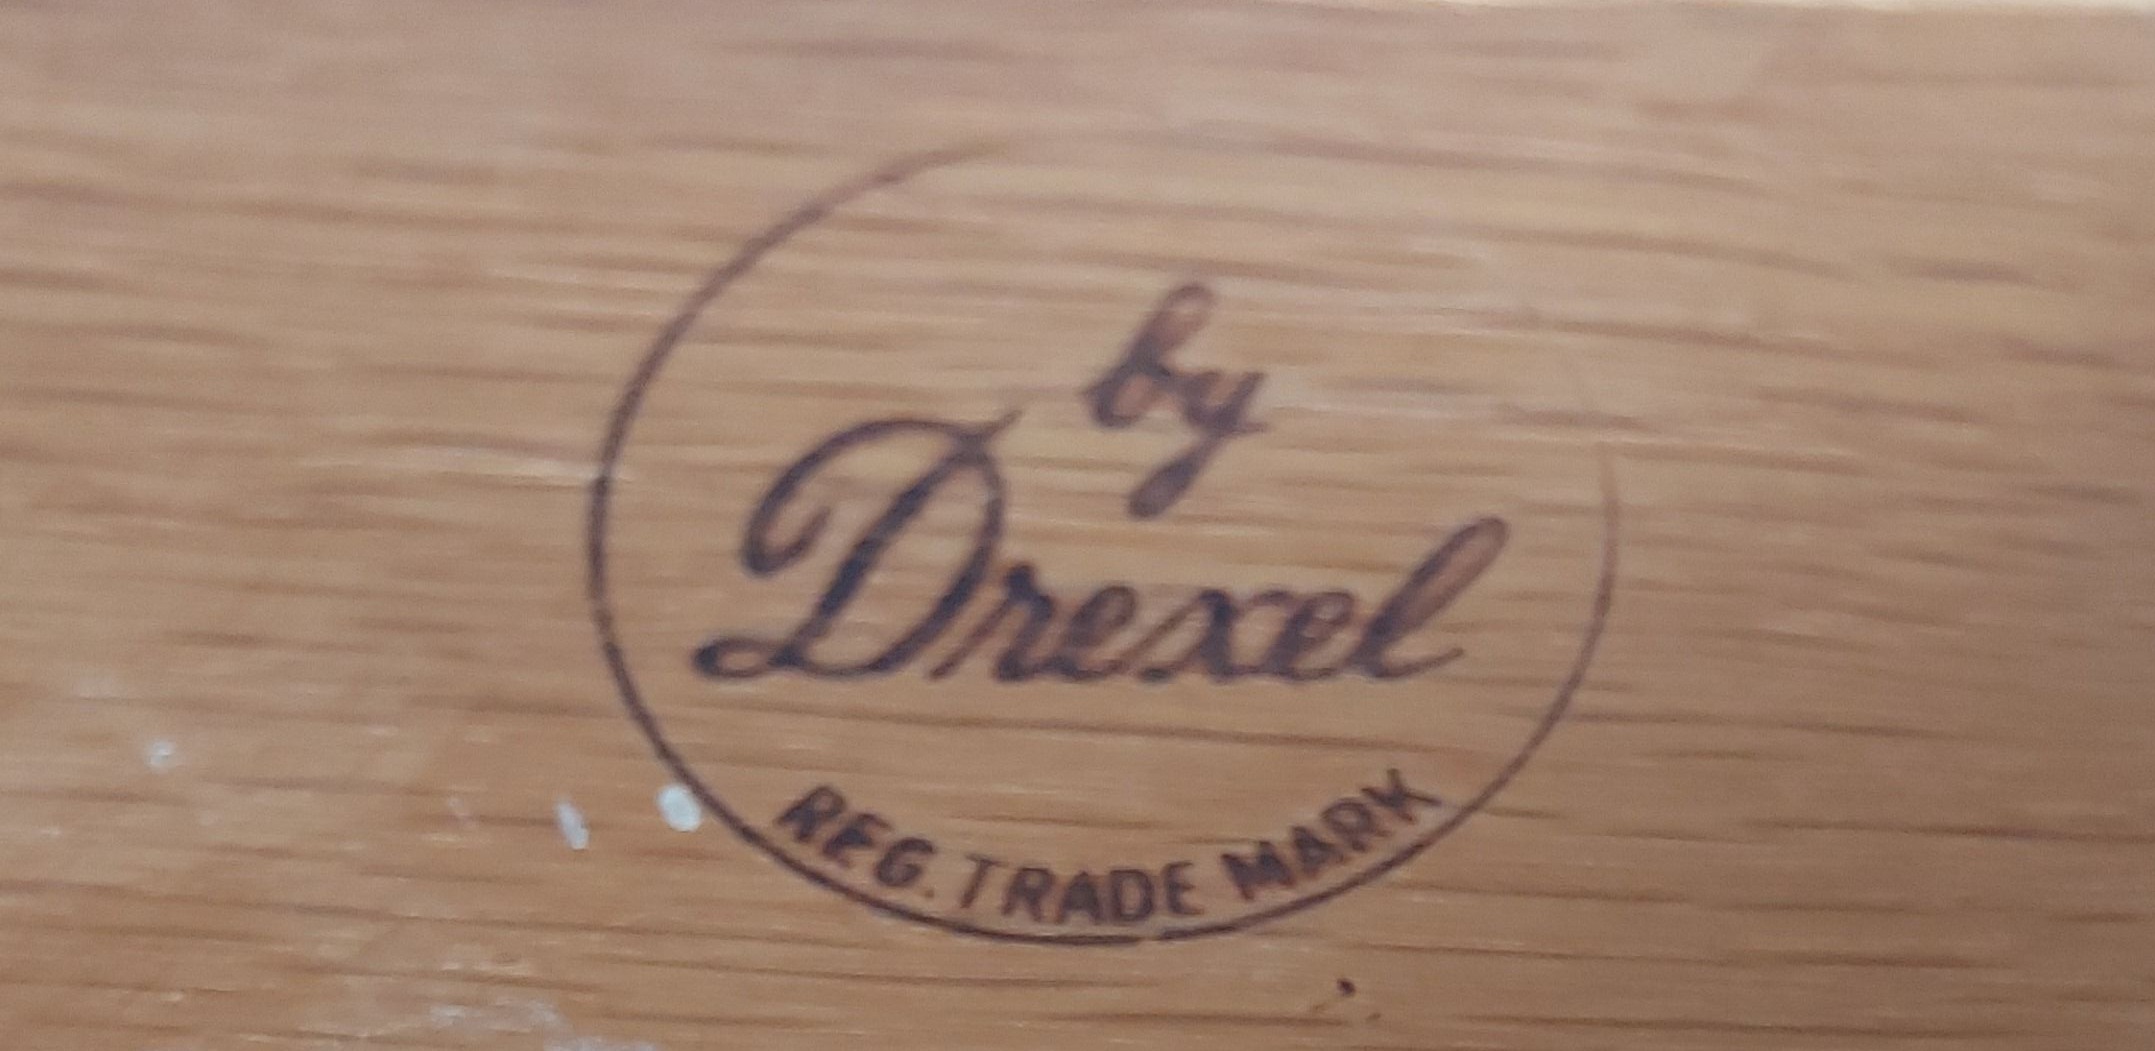 by
Drexel
REG. TRADE MARK